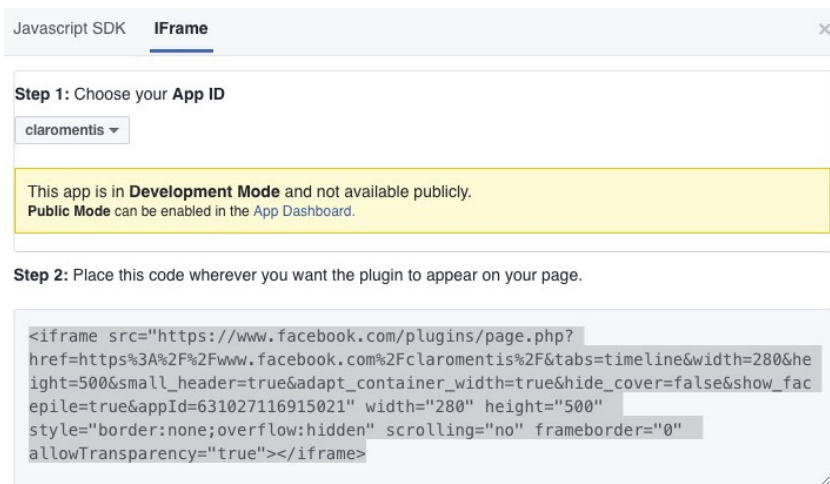 Javascript SDK IFrame ×
Step 1: Choose your App ID
claromentis
This app is in Development Mode and not available publicly.
Public Mode can be enabled in the App Dashboard.
Step 2: Place this code wherever you want the plugin to appear on your page.
<iframe src="https://www.facebook.com/plugins/page.php?
href=https%3A%2F%2Fwww.facebook.com%2Fclaromentis%2F&tabs=timeline&width=280&he
ight=500&small_header=true&adapt_container_width=true&hide_cover=false&show_fac
epile=true&appId=631027116915021" width="280" height="500"
style="border:none;overflow:hidden" scrolling="no" frameborder="0"
allowTransparency="true"></iframe>